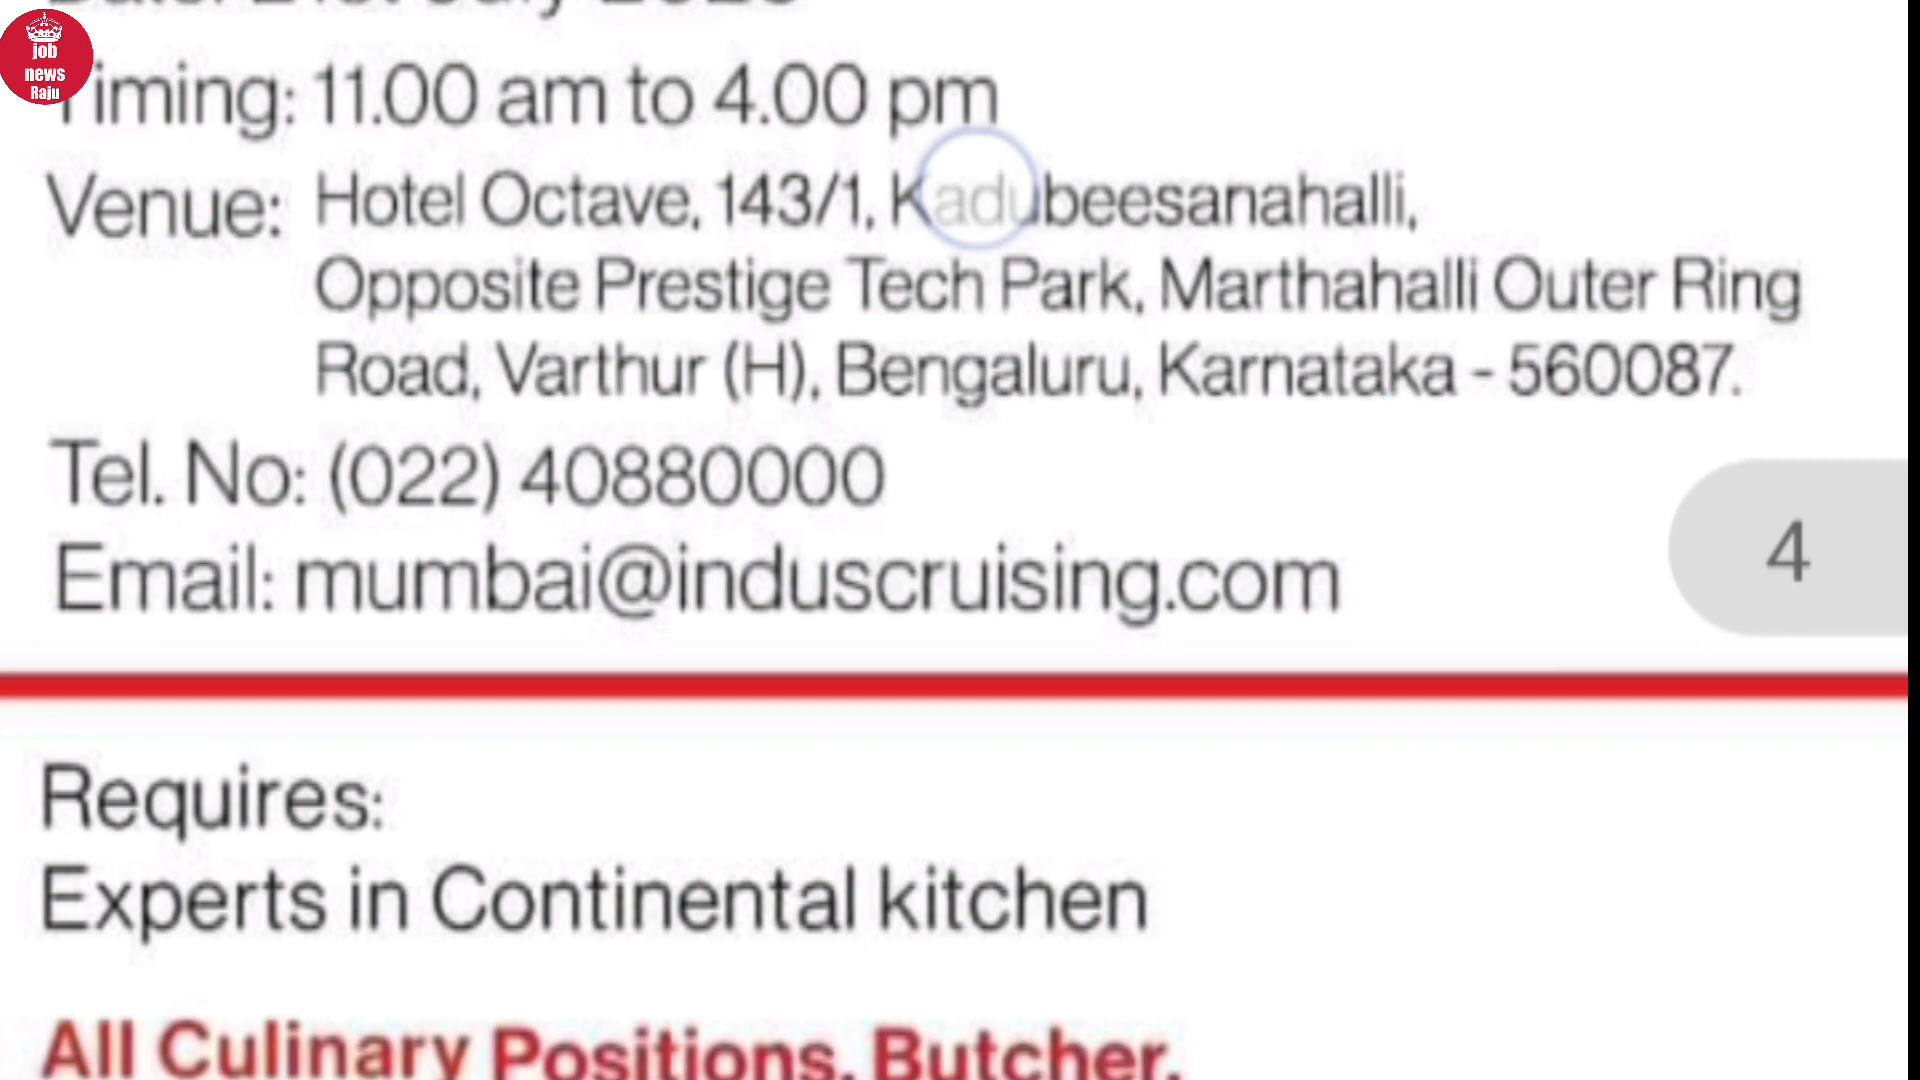 job
news
Raju
Timing: 11.00 am to 4.00 pm
Venue: Hotel Octave, 143/1, Kadubeesanahalli,
Opposite Prestige Tech Park, Marthahalli Outer Ring
Road, Varthur (H), Bengaluru, Karnataka - 560087.
Tel. No: (022) 40880000
Email: mumbai@induscruising.com
4
Requires:
Experts in Continental kitchen
All Culinary Positions, Butcher,